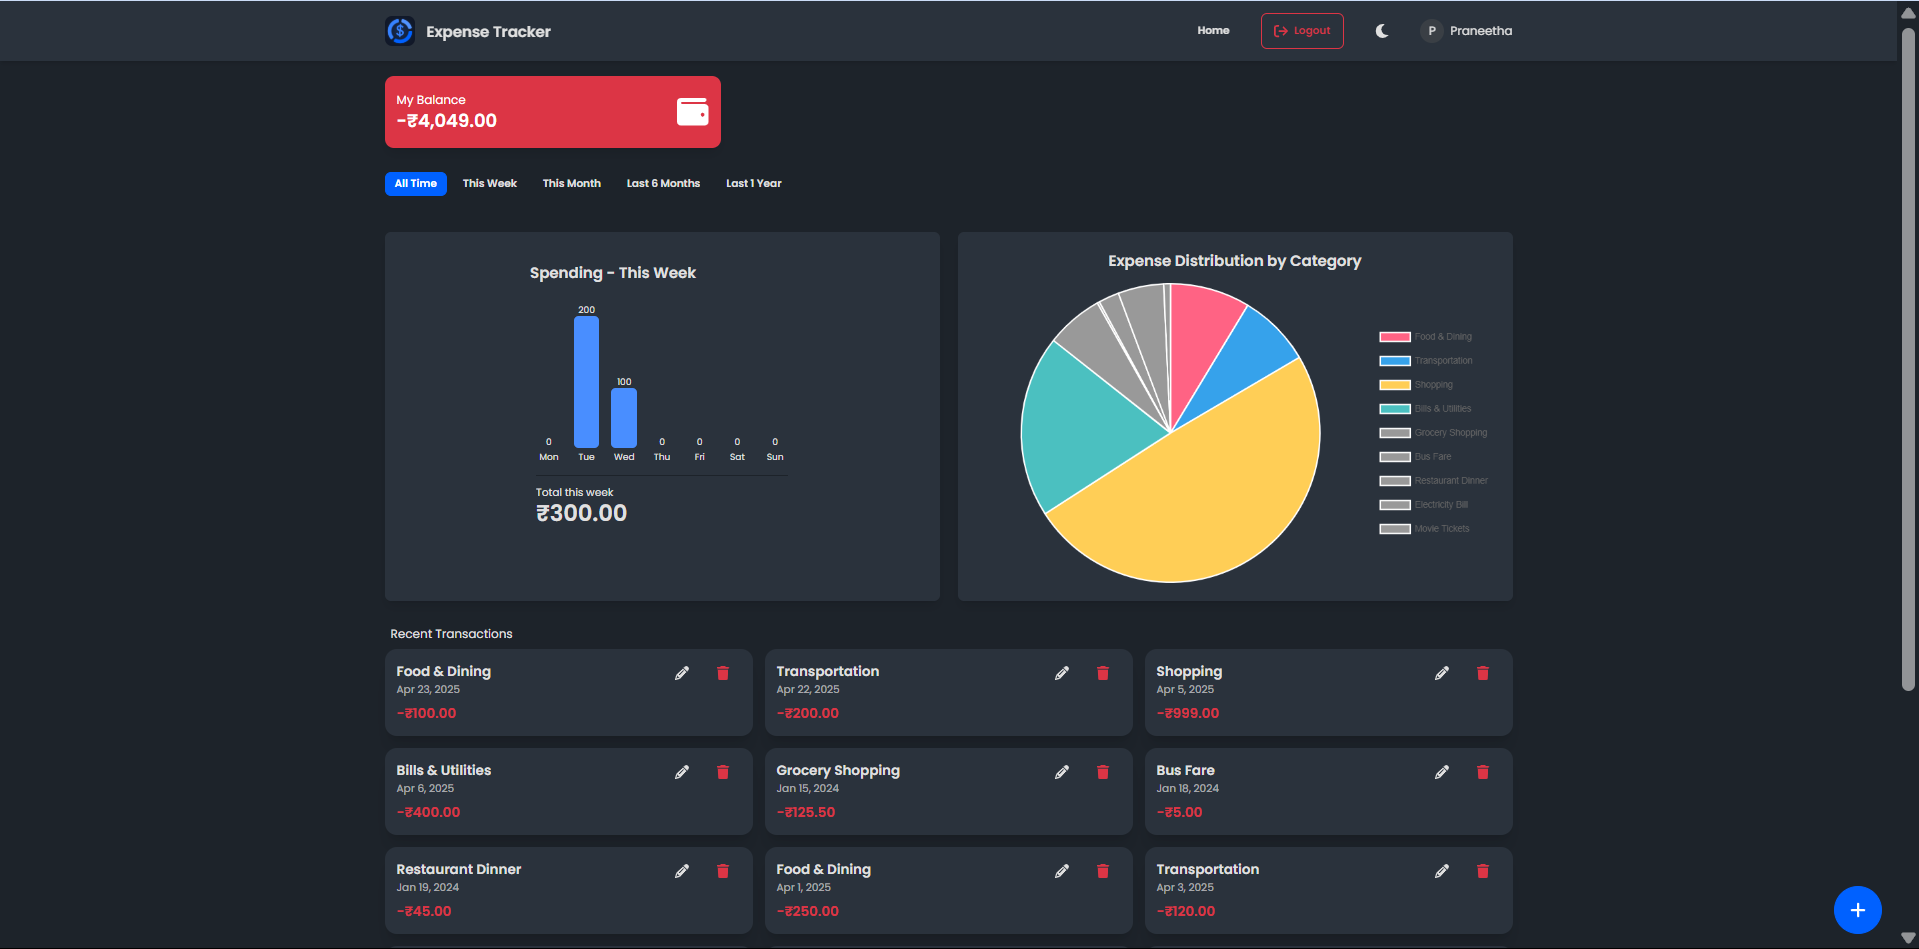 Expense Tracker
Home
Logout
P
Praneetha
My Balance
-₹4,049.00
All Time
This Week
This Month
Last 6 Months
Last 1 Year
Spending - This Week
200
100
0
0
0
0
0
Mon
Tue
Wed
Thu
Fri
Sat
Sun
Total this week
₹300.00
Expense Distribution by Category
Food & Dining
Transportation
Shopping
Bills & Utilities
Grocery Shopping
Bus Fare
Restaurant Dinner
Electricity Bill
Movie Tickets
Recent Transactions
Food & Dining
Apr 23, 2025
-₹100.00
Transportation
Apr 22, 2025
-₹200.00
Shopping
Apr 5, 2025
-₹999.00
Bills & Utilities
Apr 6, 2025
-₹400.00
Grocery Shopping
Jan 15, 2024
-₹125.50
Bus Fare
Jan 18, 2024
-₹5.00
Restaurant Dinner
Jan 19, 2024
-₹45.00
Food & Dining
Apr 1, 2025
-₹250.00
Transportation
Apr 3, 2025
-₹120.00